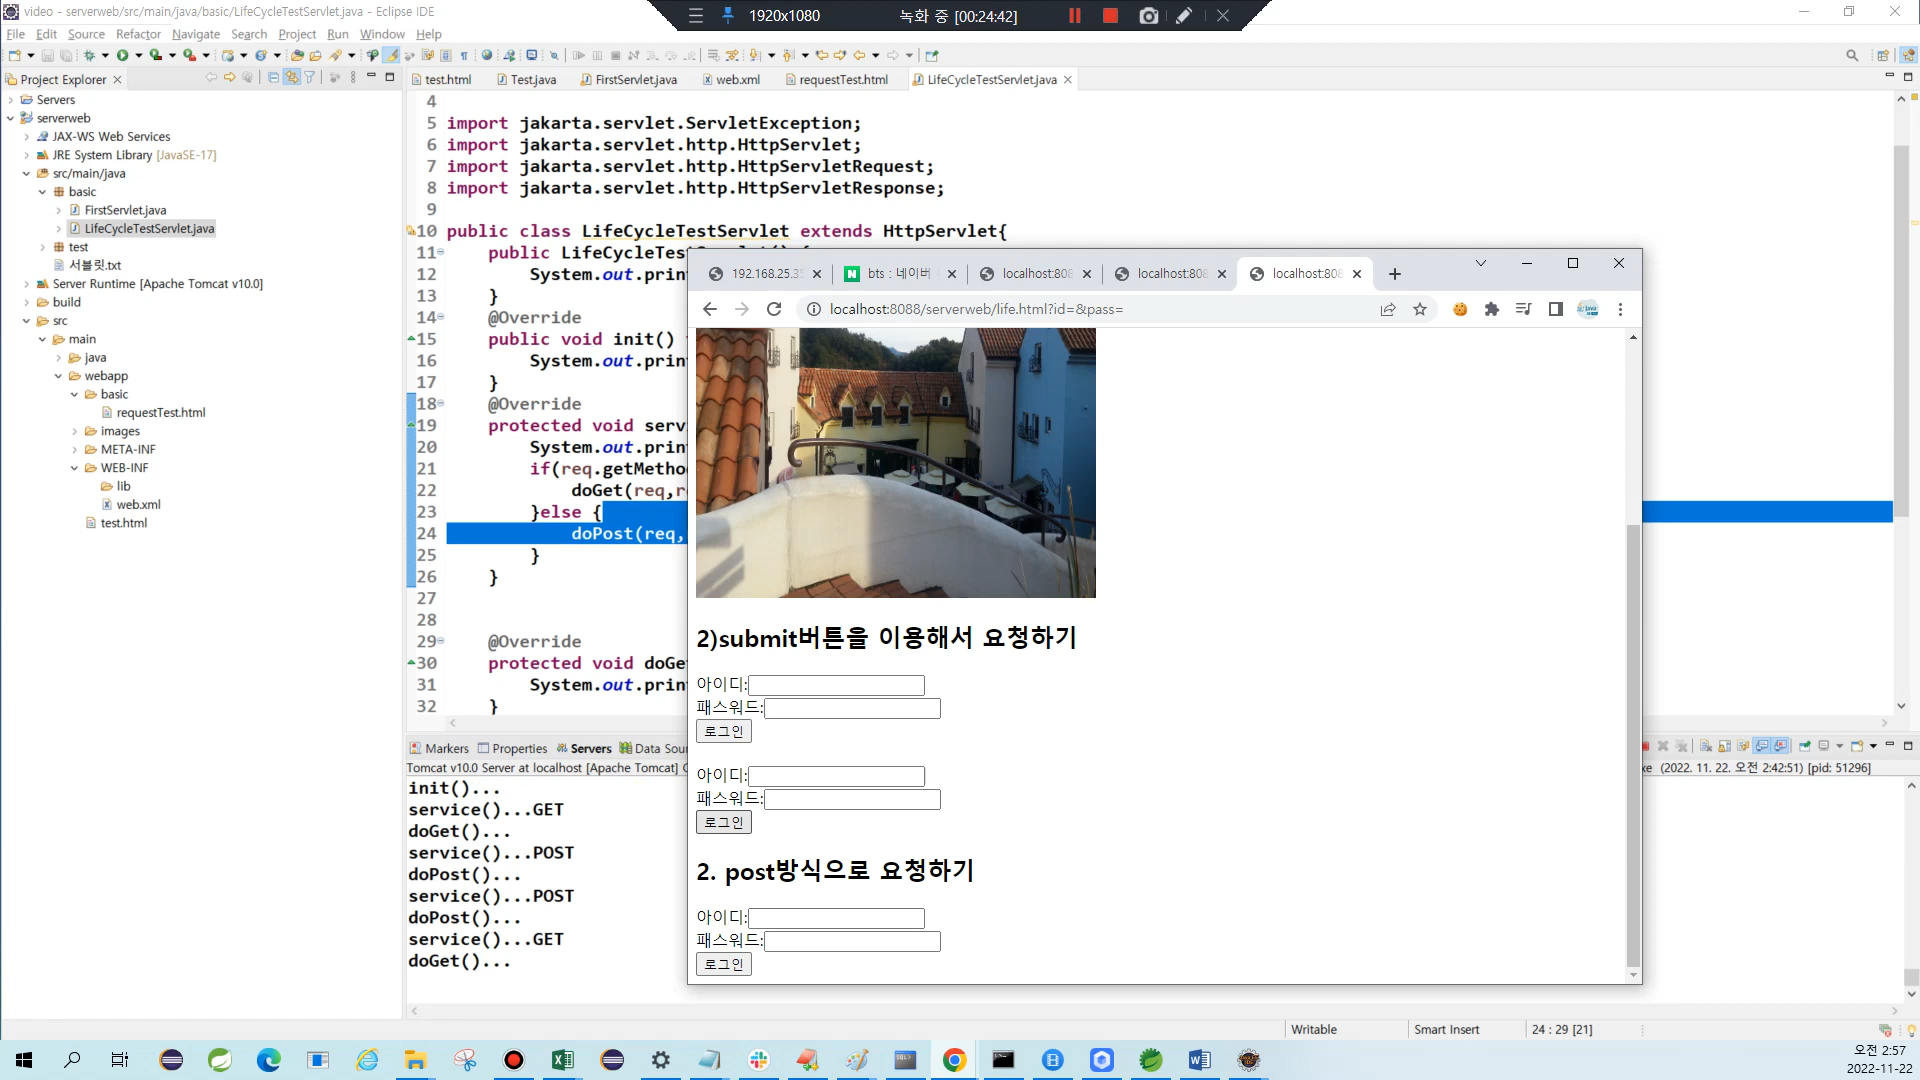 video - serverweb/src/main/java/basic/LifeCycleTestServlet.java - Eclipse IDE
1920x1080
녹화 중 [00:24:42]
File Edit Source Refactor Navigate Search Project Run Window Help
Project Explorer
Servers
serverweb
JAX-WS Web Services
JRE System Library [JavaSE-17]
src/main/java
basic
FirstServlet.java
LifeCycleTestServlet.java
test
서블릿.txt
Server Runtime [Apache Tomcat v10.0]
build
src
main
java
webapp
basic
requestTest.html
images
META-INF
WEB-INF
lib
web.xml
test.html
test.html Test.java FirstServlet.java web.xml requestTest.html LifeCycleTestServlet.java
4
5 import jakarta.servlet.ServletException;
6 import jakarta.servlet.http.HttpServlet;
7 import jakarta.servlet.http.HttpServletRequest;
8 import jakarta.servlet.http.HttpServletResponse;
9
10 public class LifeCycleTestServlet extends HttpServlet{
11 public LifeCycleTest
12 System.out.prin
13 }
14 @Override
15 public void init()
16 System.out.prin
17 }
18 @Override
19 protected void servi
20 System.out.prin
21 if(req.getMetho
22 doGet(req,re
23 }else {
24 doPost(req,
25 }
26 }
27
28
29 @Override
30 protected void doGe
31 System.out.prin
32 }
192.168.25.35 bts : 네이버 localhost:808 localhost:808 localhost:808
localhost:8088/serverweb/life.html?id=&pass=
2)submit버튼을 이용해서 요청하기
아이디:
패스워드:
로그인
아이디:
패스워드:
로그인
2. post방식으로 요청하기
아이디:
패스워드:
로그인
Markers Properties Servers Data Sou
Tomcat v10.0 Server at localhost [Apache Tomcat] C
xe (2022. 11. 22. 오전 2:42:51) [pid: 51296]
init()...
service()...GET
doGet()...
service()...POST
doPost()...
service()...POST
doPost()...
service()...GET
doGet()...
Writable Smart Insert 24 : 29 [21]
오전 2:57
2022-11-22